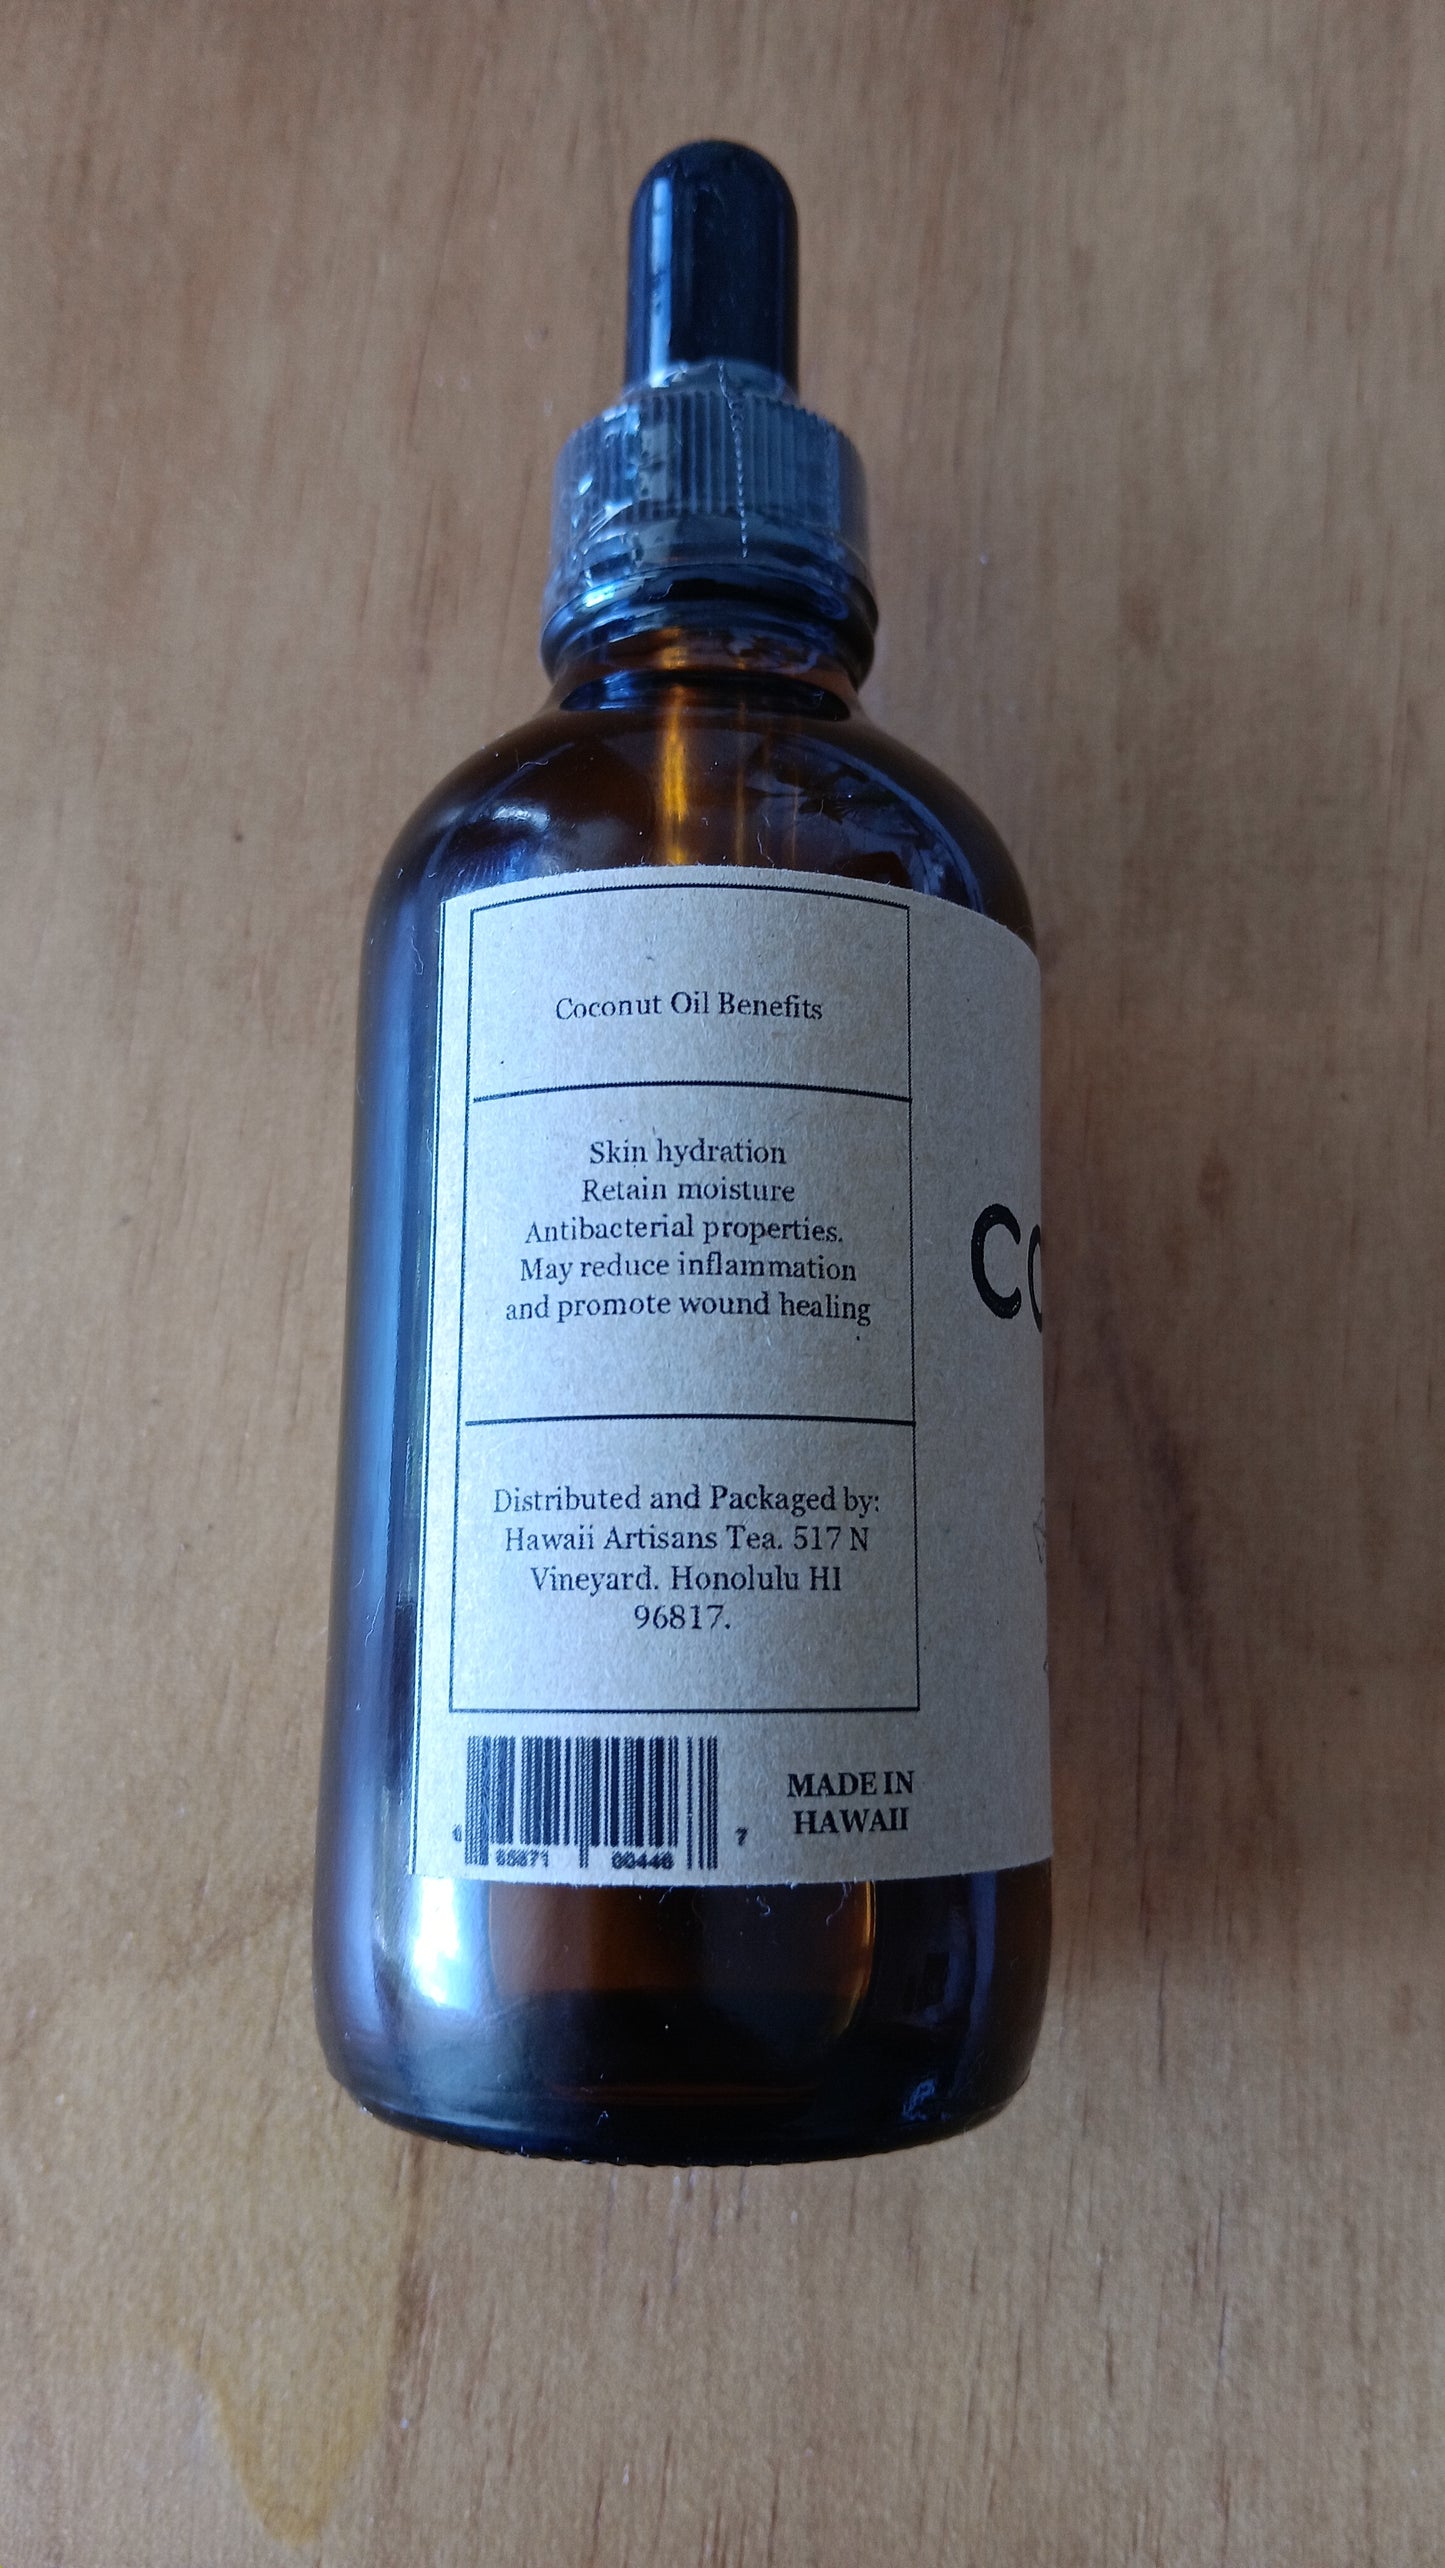 Coconut Oil Benefits
Skin hydration
Retain moisture
Antibacterial properties.
May reduce inflammation
and promote wound healing
Distributed and Packaged by:
Hawaii Artisans Tea. 517 N
Vineyard. Honolulu HI
96817.
MADE IN
HAWAII
7